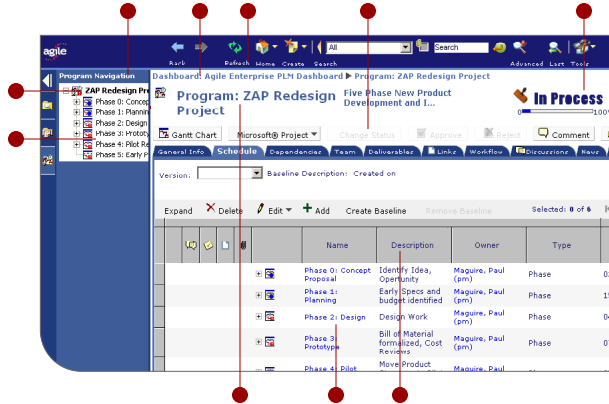 agile
Back
Refresh
Home
Create
Search
All
Search
Advanced
Last
Tools
Program Navigation
ZAP Redesign Pr
Phase 0: Concep
Phase 1: Plannin
Phase 2: Design
Phase 3: Prototy
Phase 4: Pilot Re
Phase 5: Early P
Dashboard: Agile Enterprise PLM Dashboard ▶ Program: ZAP Redesign Project
Program: ZAP Redesign
Project
Five Phase New Product
Development and I...
In Process
0
100%
Gantt Chart
Microsoft® Project
Change Status
Approve
Reject
Comment
General Info
Schedule
Dependencies
Team
Deliverables
Links
Workflow
Discussions
News
Version:
Baseline Description: Created on
Expand
Delete
Edit
Add
Create Baseline
Remove Baseline
Selected: 0 of 6
Name
Description
Owner
Type
Phase 0: Concept
Proposal
Identify Idea,
Opertunity
Maguire, Paul
(pm)
Phase
Phase 1:
Planning
Early Specs and
budget identified
Maguire, Paul
(pm)
Phase
Phase 2: Design
Design Work
Maguire, Paul
(pm)
Phase
Phase 3:
Prototype
Bill of Material
formalized, Cost
Reviews
Maguire, Paul
(pm)
Phase
Phase 4: Pilot
Move Product
Maguire, Paul